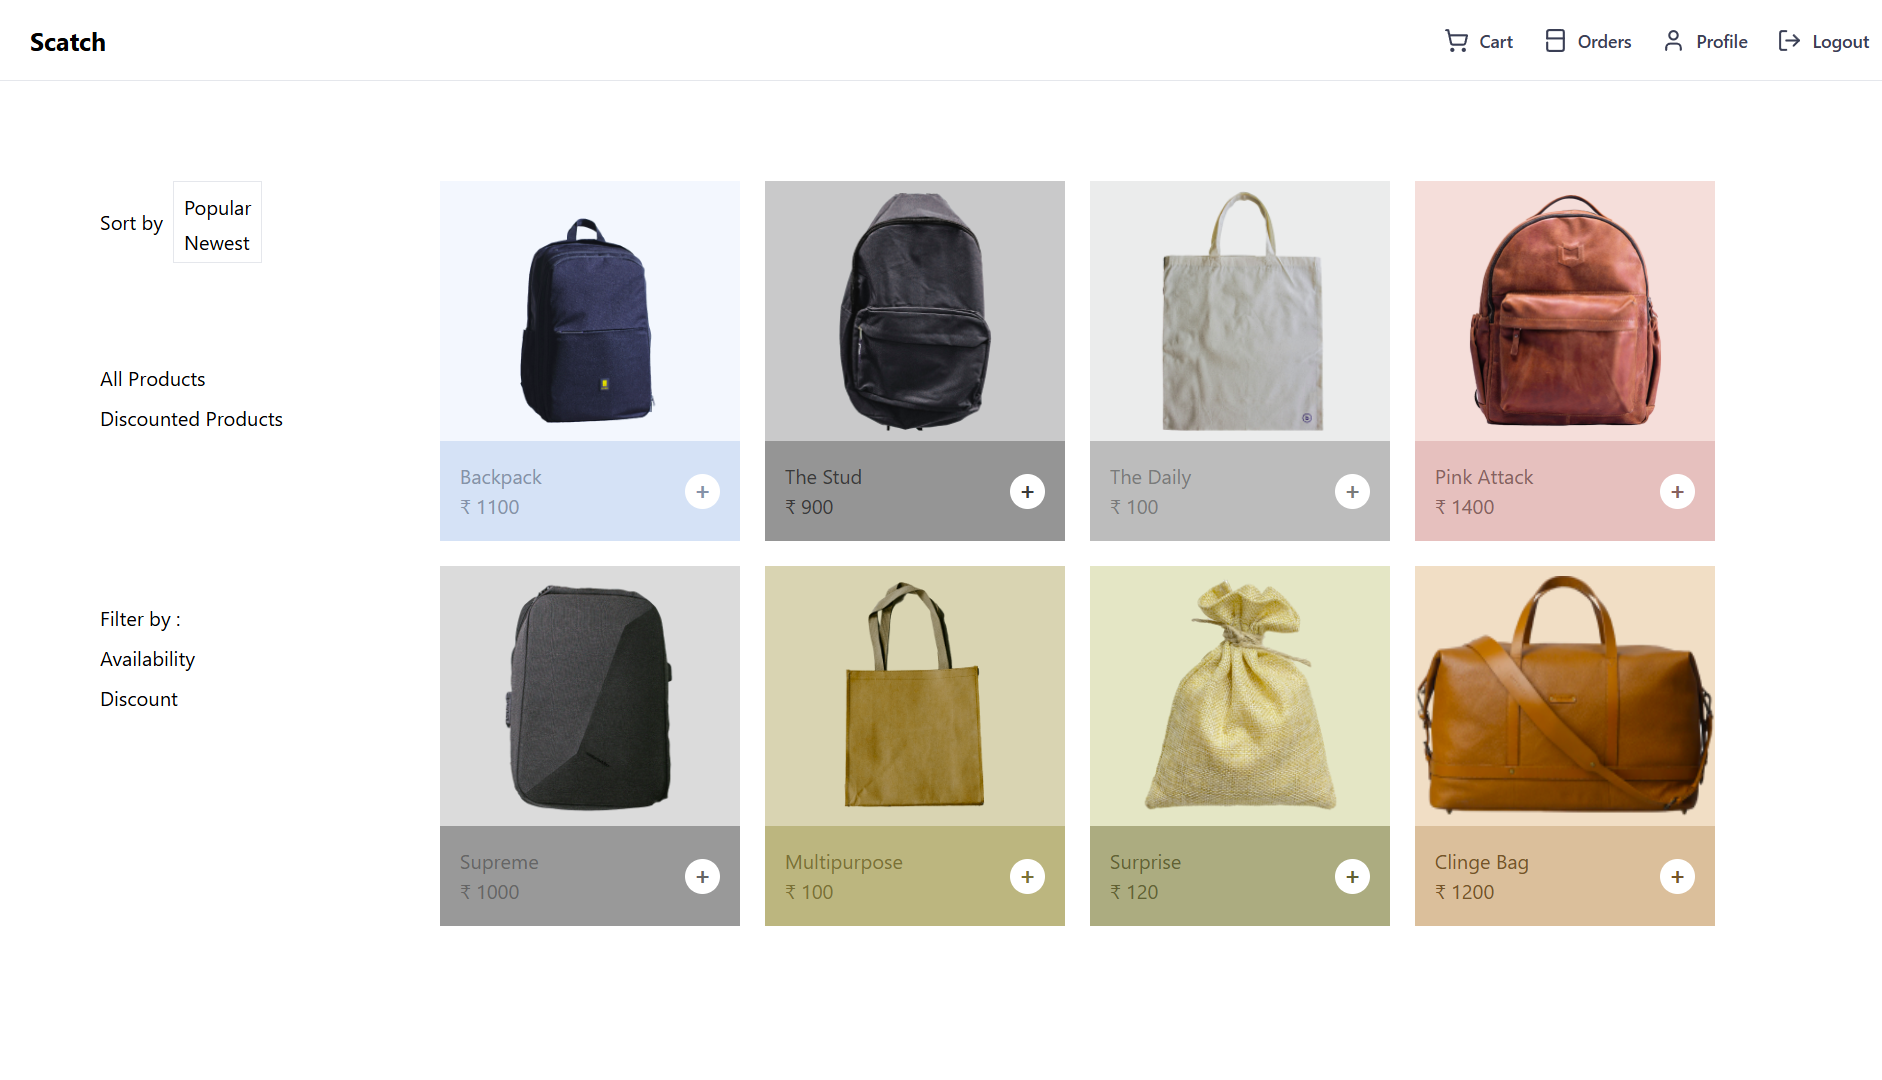 Scatch
Cart Orders Profile Logout
Sort by
Popular
Newest
All Products
Discounted Products
Filter by :
Availability
Discount
Backpack
₹ 1100
+
The Stud
₹ 900
+
The Daily
₹ 100
+
Pink Attack
₹ 1400
+
Supreme
₹ 1000
+
Multipurpose
₹ 100
+
Surprise
₹ 120
+
Clinge Bag
₹ 1200
+